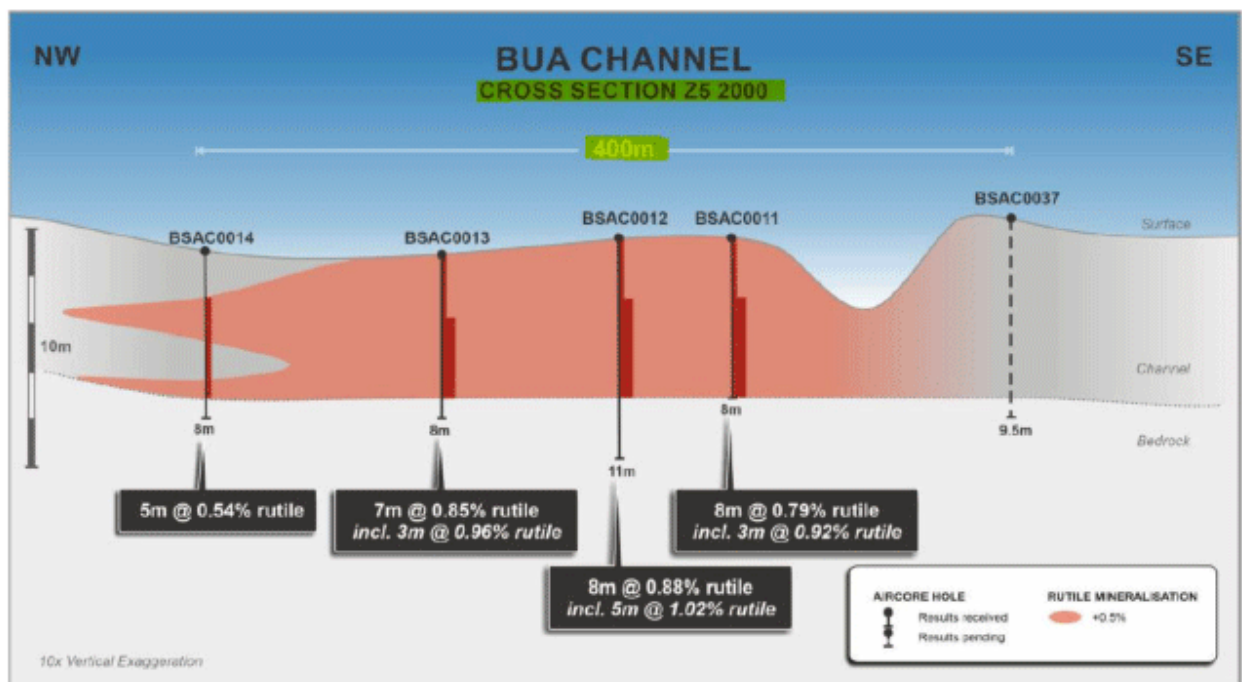 NW
BUA CHANNEL
SE
CROSS SECTION Z5 2000
400m
BSAC0014
BSAC0013
BSAC0012
BSAC0011
BSAC0037
Surface
10m
Channel
8m
8m
11m
8m
9.5m
Bedrock
5m @ 0.54% rutile
7m @ 0.85% rutile
incl. 3m @ 0.96% rutile
8m @ 0.88% rutile
incl. 5m @ 1.02% rutile
8m @ 0.79% rutile
incl. 3m @ 0.92% rutile
AIRCORE HOLE
Results received
Results pending
RUTILE MINERALISATION
+0.5%
10x Vertical Exaggeration